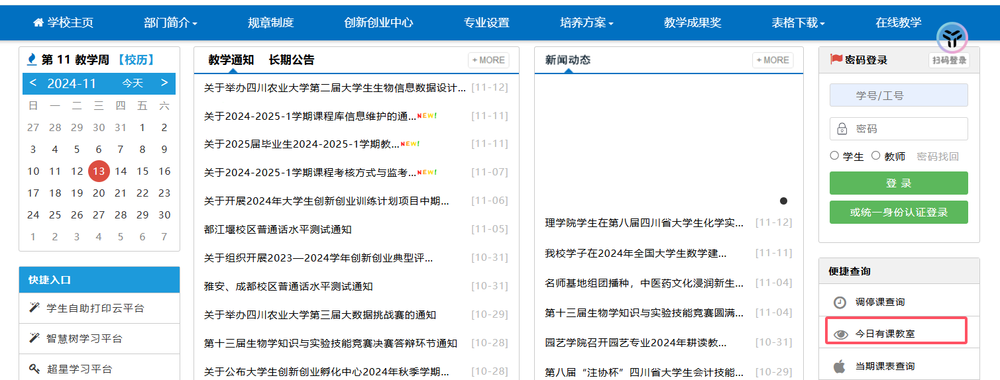 学校主页 部门简介 规章制度 创新创业中心 专业设置 培养方案 教学成果奖 表格下载 在线教学
第 11 教学周 【校历】
< 2024-11 今天 >
日 一 二 三 四 五 六
27 28 29 30 31 1 2
3 4 5 6 7 8 9
10 11 12 13 14 15 16
17 18 19 20 21 22 23
24 25 26 27 28 29 30
1 2 3 4 5 6 7
快捷入口
学生自助打印云平台
智慧树学习平台
超星学习平台
教学通知 长期公告 + MORE
关于举办四川农业大学第二届大学生生物信息数据设计... [11-12]
关于2024-2025-1学期课程库信息维护的通...NEW! [11-11]
关于2025届毕业生2024-2025-1学期教...NEW! [11-11]
关于2024-2025-1学期课程考核方式与监考...NEW! [11-07]
关于开展2024年大学生创新创业训练计划项目中期... [11-06]
都江堰校区普通话水平测试通知 [11-05]
关于组织开展2023—2024学年创新创业典型评... [10-31]
雅安、成都校区普通话水平测试通知 [10-31]
关于举办四川农业大学第三届大数据挑战赛的通知 [10-29]
第十三届生物学知识与实验技能竞赛决赛答辩环节通知 [10-28]
关于公布大学生创新创业孵化中心2024年秋季学期... [10-28]
新闻动态 + MORE
理学院学生在第八届四川省大学生化学实... [11-12]
我校学子在2024年全国大学生数学建... [11-11]
名师基地组团播种，中医药文化浸润新生... [11-04]
第十三届生物学知识与实验技能竞赛圆满... [11-04]
园艺学院召开园艺专业2024年耕读教... [10-31]
第八届“注协杯”四川省大学生会计技能... [10-29]
密码登录 扫码登录
学号/工号
密码
学生 教师 密码找回
登 录
或统一身份认证登录
便捷查询
调停课查询
今日有课教室
当期课表查询